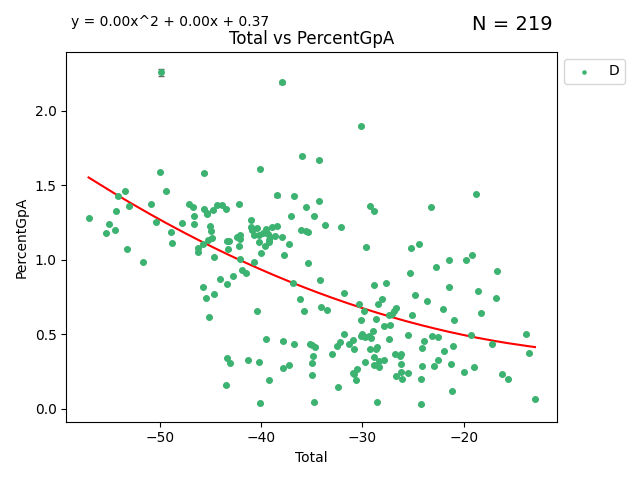 y = 0.00x^2 + 0.00x + 0.37
N = 219
Total vs PercentGpA
D
PercentGpA
2.0
1.5
1.0
0.5
0.0
−50
−40
−30
−20
Total